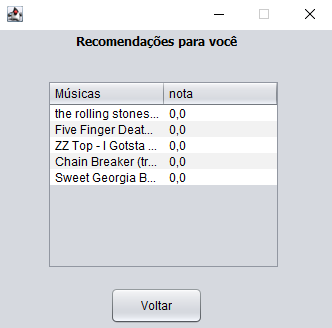 Recomendações para você
Músicas nota
the rolling stones... 0,0
Five Finger Deat... 0,0
ZZ Top - I Gotsta ... 0,0
Chain Breaker (tr... 0,0
Sweet Georgia B... 0,0
Voltar